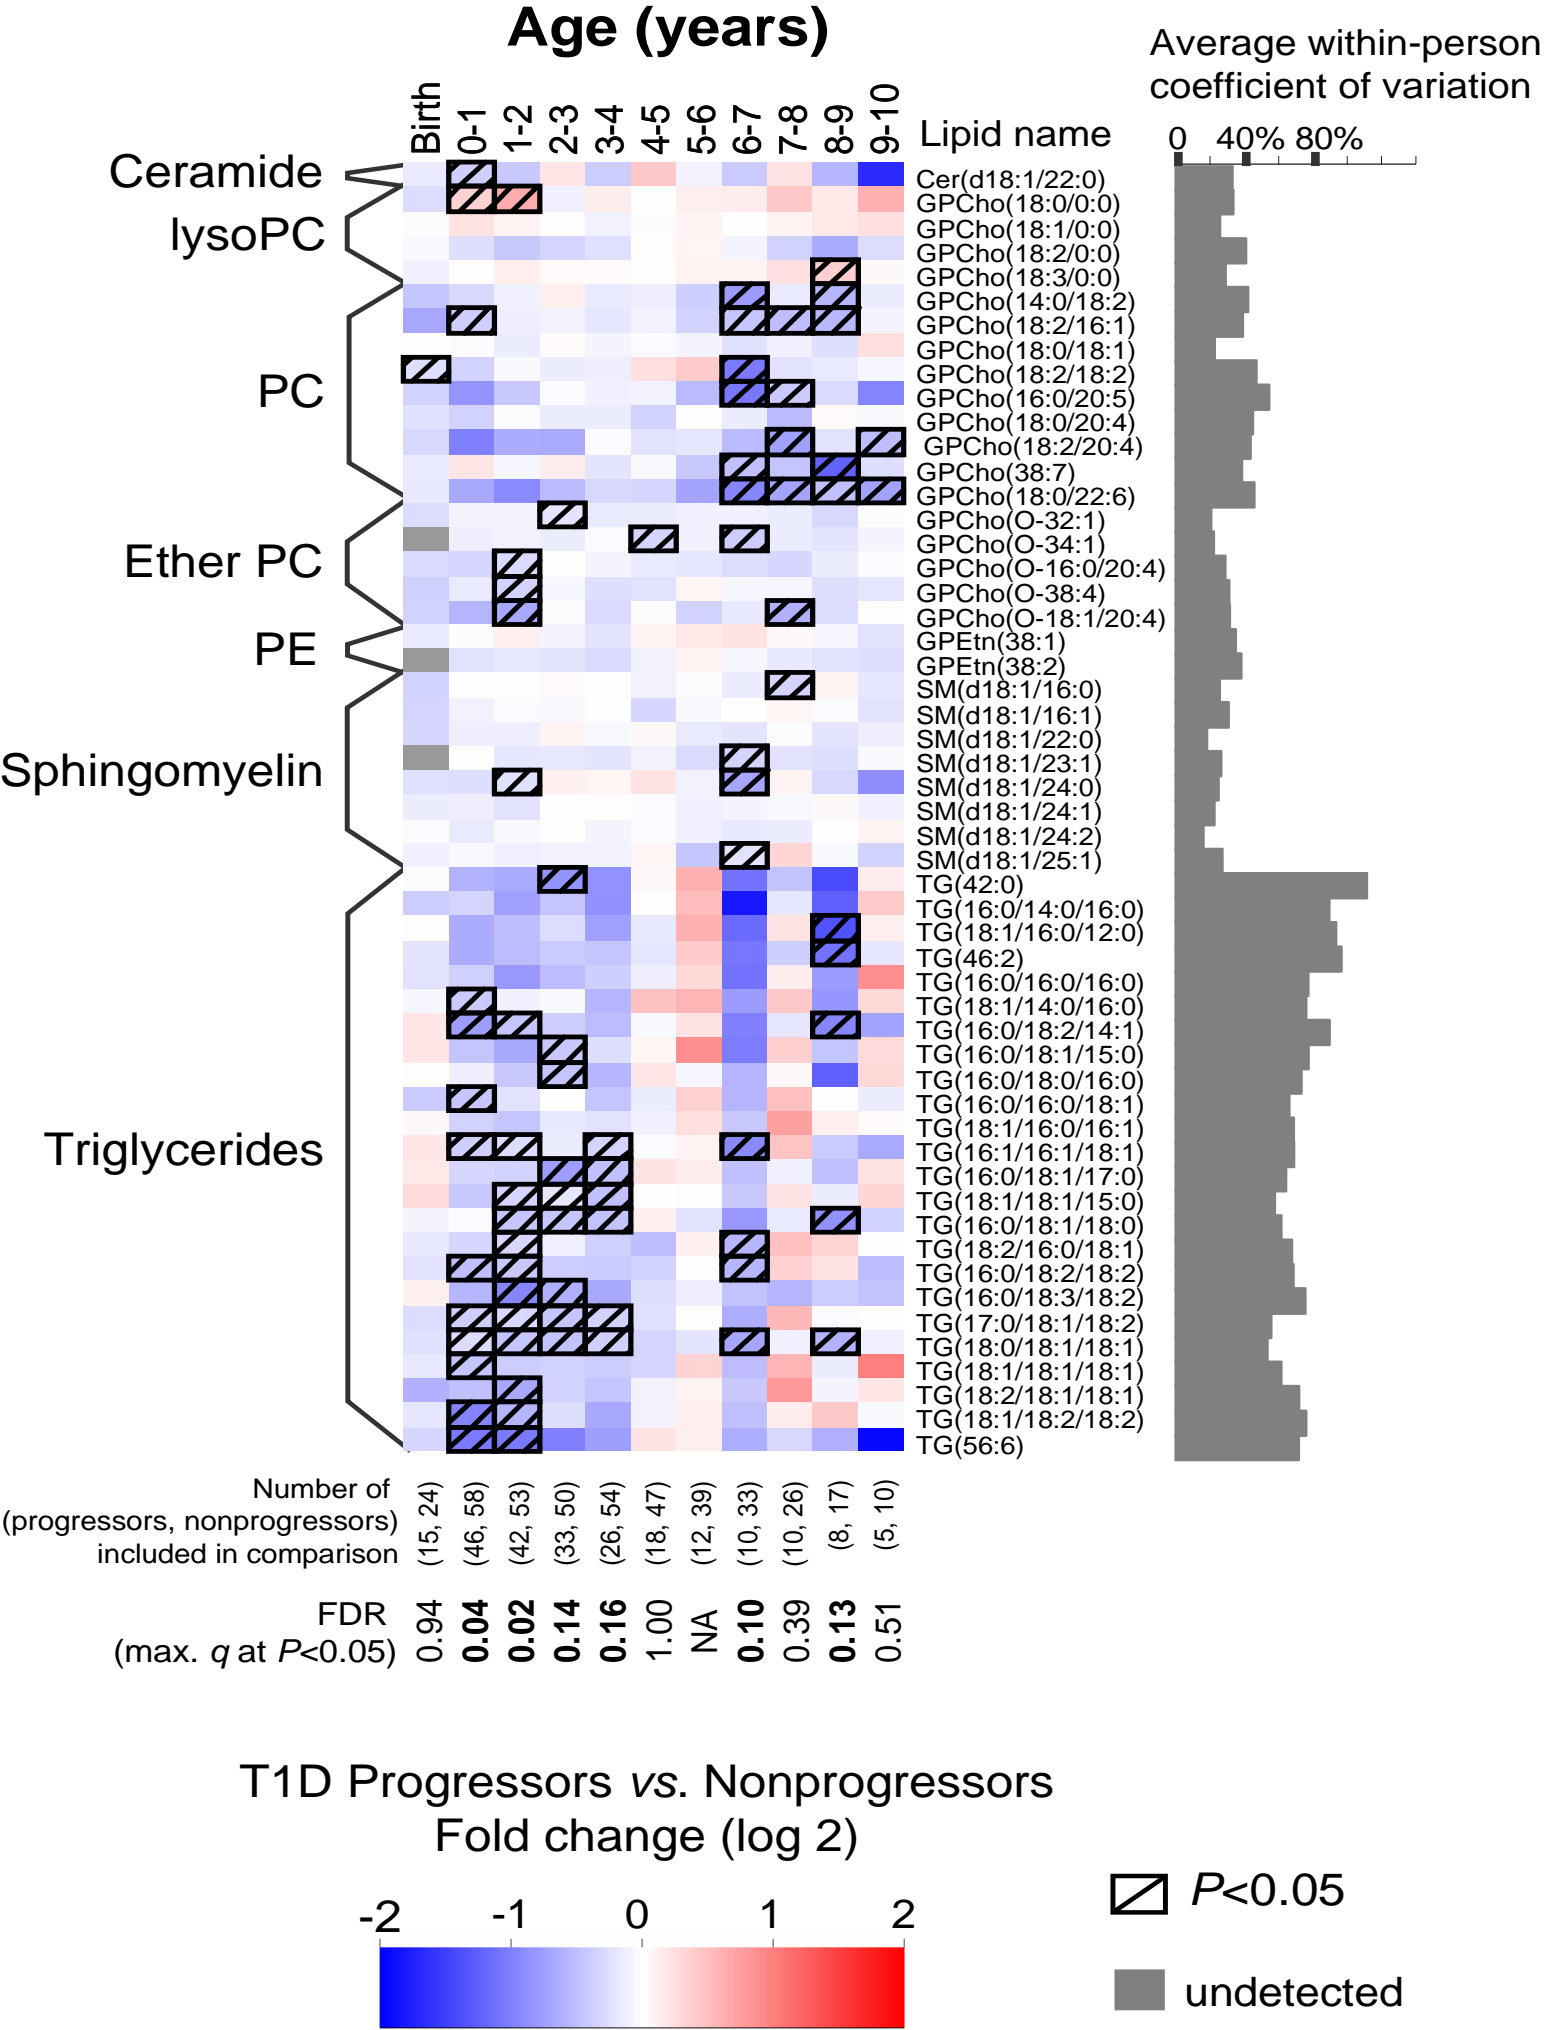 Age (years)
Average within-person
coefficient of variation
Birth
0-1
1-2
2-3
3-4
4-5
5-6
6-7
7-8
8-9
9-10
Lipid name
0 40% 80%
Ceramide
lysoPC
PC
Ether PC
PE
Sphingomyelin
Triglycerides
Cer(d18:1/22:0)
GPCho(18:0/0:0)
GPCho(18:1/0:0)
GPCho(18:2/0:0)
GPCho(18:3/0:0)
GPCho(14:0/18:2)
GPCho(18:2/16:1)
GPCho(18:0/18:1)
GPCho(18:2/18:2)
GPCho(16:0/20:5)
GPCho(18:0/20:4)
GPCho(18:2/20:4)
GPCho(38:7)
GPCho(18:0/22:6)
GPCho(O-32:1)
GPCho(O-34:1)
GPCho(O-16:0/20:4)
GPCho(O-38:4)
GPCho(O-18:1/20:4)
GPEtn(38:1)
GPEtn(38:2)
SM(d18:1/16:0)
SM(d18:1/16:1)
SM(d18:1/22:0)
SM(d18:1/23:1)
SM(d18:1/24:0)
SM(d18:1/24:1)
SM(d18:1/24:2)
SM(d18:1/25:1)
TG(42:0)
TG(16:0/14:0/16:0)
TG(18:1/16:0/12:0)
TG(46:2)
TG(16:0/16:0/16:0)
TG(18:1/14:0/16:0)
TG(16:0/18:2/14:1)
TG(16:0/18:1/15:0)
TG(16:0/18:0/16:0)
TG(16:0/16:0/18:1)
TG(18:1/16:0/16:1)
TG(16:1/16:1/18:1)
TG(16:0/18:1/17:0)
TG(18:1/18:1/15:0)
TG(16:0/18:1/18:0)
TG(18:2/16:0/18:1)
TG(16:0/18:2/18:2)
TG(16:0/18:3/18:2)
TG(17:0/18:1/18:2)
TG(18:0/18:1/18:1)
TG(18:1/18:1/18:1)
TG(18:2/18:1/18:1)
TG(18:1/18:2/18:2)
TG(56:6)
Number of
(progressors, nonprogressors)
included in comparison
(15, 24)
(46, 58)
(42, 53)
(33, 50)
(26, 54)
(18, 47)
(12, 39)
(10, 33)
(10, 26)
(8, 17)
(5, 10)
FDR
(max. q at P<0.05)
0.94
0.04
0.02
0.14
0.16
1.00
NA
0.10
0.39
0.13
0.51
T1D Progressors vs. Nonprogressors
Fold change (log 2)
-2 -1 0 1 2
P<0.05
undetected